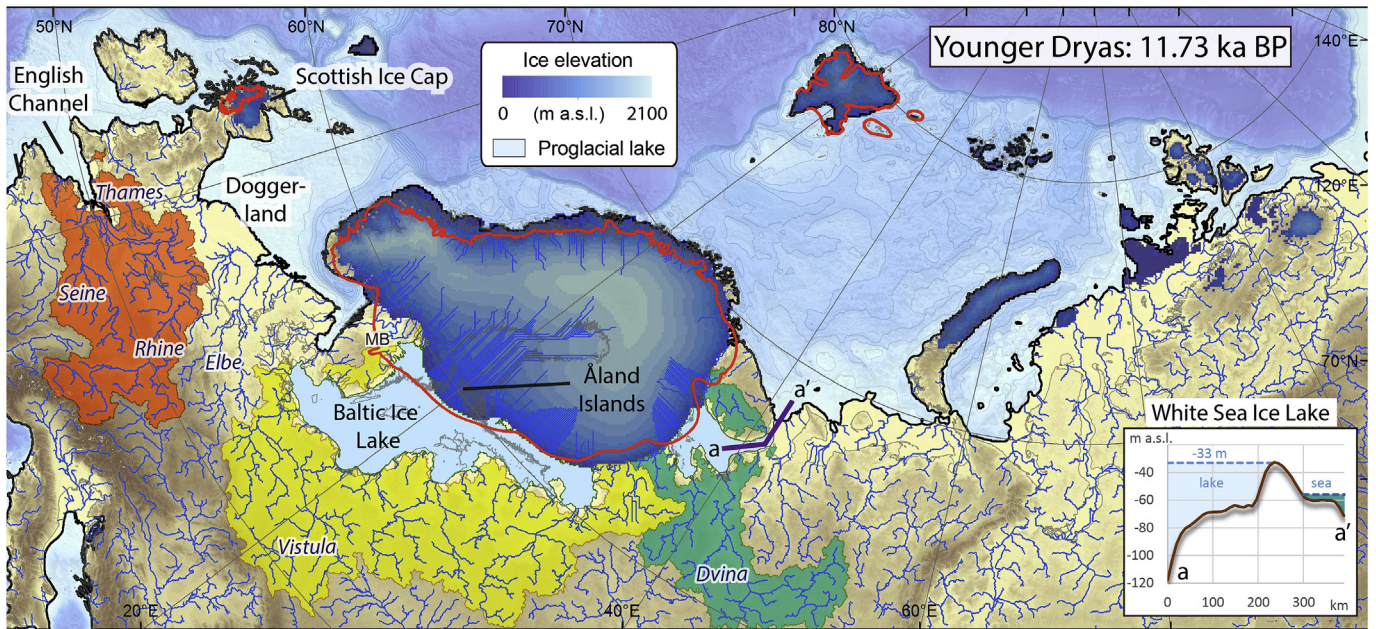 50°N
60°N
70°N
80°N
140°E
Younger Dryas: 11.73 ka BP
English
Channel
Scottish Ice Cap
Ice elevation
0 (m a.s.l.) 2100
Proglacial lake
120°E
Thames
Dogger-
land
Seine
Rhine
Elbe
MB
Åland
Islands
Baltic Ice
Lake
a
a'
70°N
Vistula
Dvina
20°E
40°E
60°E
White Sea Ice Lake
m a.s.l.
-40
-60
-80
-100
-120
-33 m
lake
sea
a
a'
0 100 200 300 km